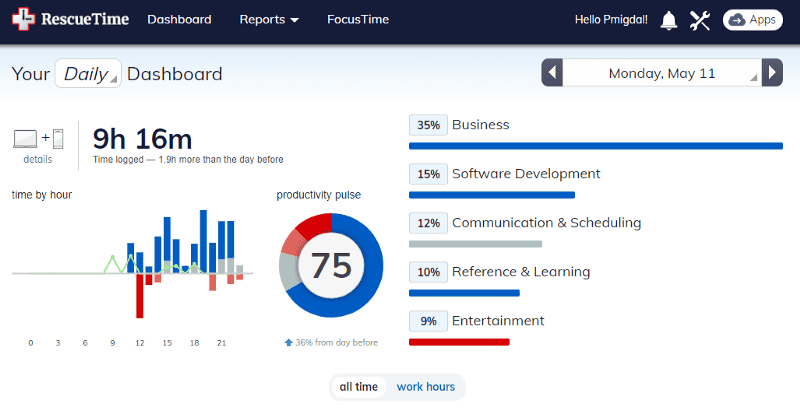 RescueTime Dashboard Reports FocusTime Hello Pmigdal! Apps
Your Daily Dashboard
Monday, May 11
+
details
9h 16m
Time logged — 1.9h more than the day before
time by hour
0 3 6 9 12 15 18 21
productivity pulse
75
36% from day before
35% Business
15% Software Development
12% Communication & Scheduling
10% Reference & Learning
9% Entertainment
all time work hours